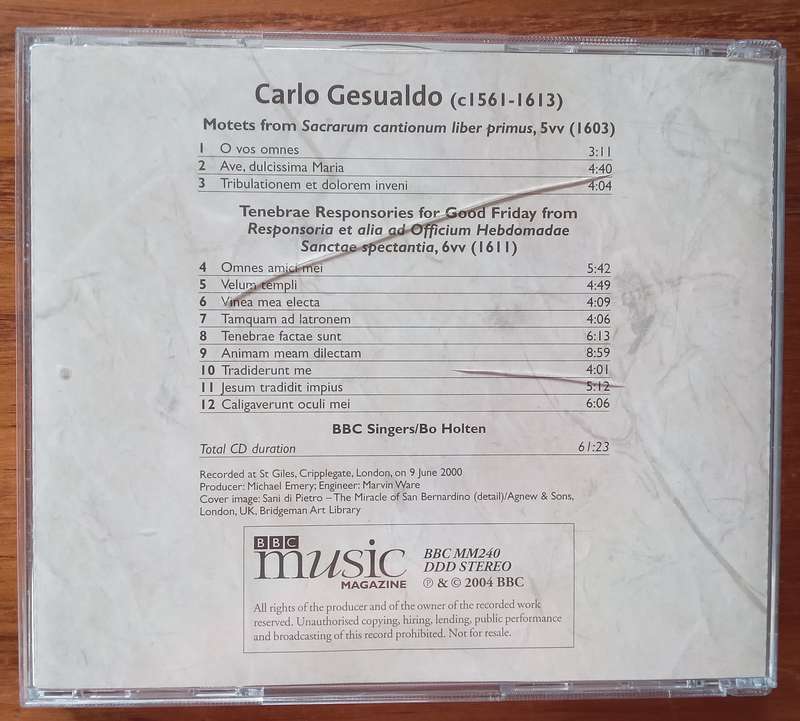 Carlo Gesualdo (c1561-1613)
Motets from Sacrarum cantionum liber primus, 5vv (1603)
1 O vos omnes 3:11
2 Ave, dulcissima Maria 4:40
3 Tribulationem et dolorem inveni 4:04
Tenebrae Responsories for Good Friday from
Responsoria et alia ad Officium Hebdomadae
Sanctae spectantia, 6vv (1611)
4 Omnes amici mei 5:42
5 Velum templi 4:49
6 Vinea mea electa 4:09
7 Tamquam ad latronem 4:06
8 Tenebrae factae sunt 6:13
9 Animam meam dilectam 8:59
10 Tradiderunt me 4:01
11 Jesum tradidit impius 5:12
12 Caligaverunt oculi mei 6:06
BBC Singers/Bo Holten
Total CD duration 61:23
Recorded at St Giles, Cripplegate, London, on 9 June 2000
Producer: Michael Emery; Engineer: Marvin Ware
Cover image: Sani di Pietro – The Miracle of San Bernardino (detail)/Agnew & Sons,
London, UK, Bridgeman Art Library
BBC
music
MAGAZINE
BBC MM240
DDD STEREO
℗ & © 2004 BBC
All rights of the producer and of the owner of the recorded work
reserved. Unauthorised copying, hiring, lending, public performance
and broadcasting of this record prohibited. Not for resale.